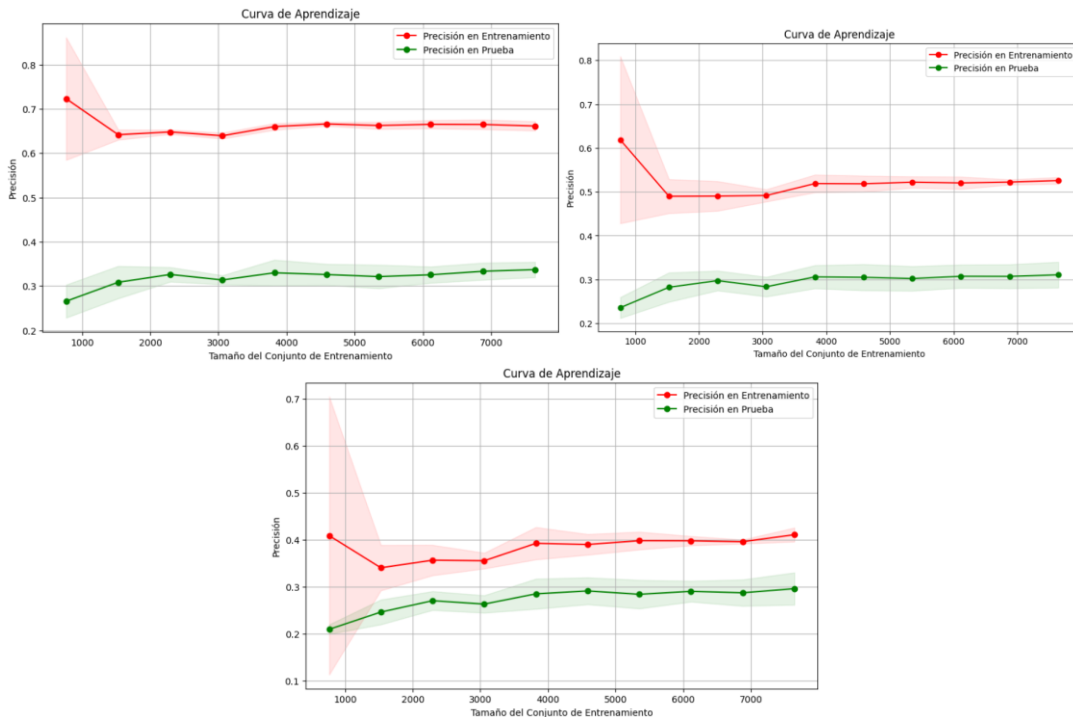 Curva de Aprendizaje
Precisión en Entrenamiento
Precisión en Prueba
0.8
0.7
0.6
0.5
0.4
0.3
0.2
Precisión
1000 2000 3000 4000 5000 6000 7000
Tamaño del Conjunto de Entrenamiento
Curva de Aprendizaje
Precisión en Entrenamiento
Precisión en Prueba
0.8
0.7
0.6
0.5
0.4
0.3
0.2
Precisión
1000 2000 3000 4000 5000 6000 7000
Tamaño del Conjunto de Entrenamiento
Curva de Aprendizaje
Precisión en Entrenamiento
Precisión en Prueba
0.7
0.6
0.5
0.4
0.3
0.2
0.1
Precisión
1000 2000 3000 4000 5000 6000 7000
Tamaño del Conjunto de Entrenamiento